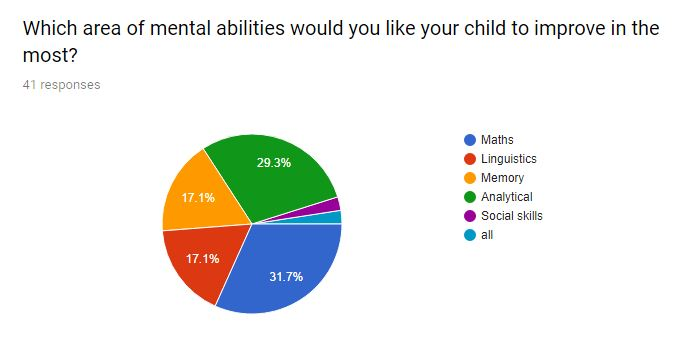 Which area of mental abilities would you like your child to improve in the
most?
41 responses
29.3%
17.1%
17.1%
31.7%
Maths
Linguistics
Memory
Analytical
Social skills
all